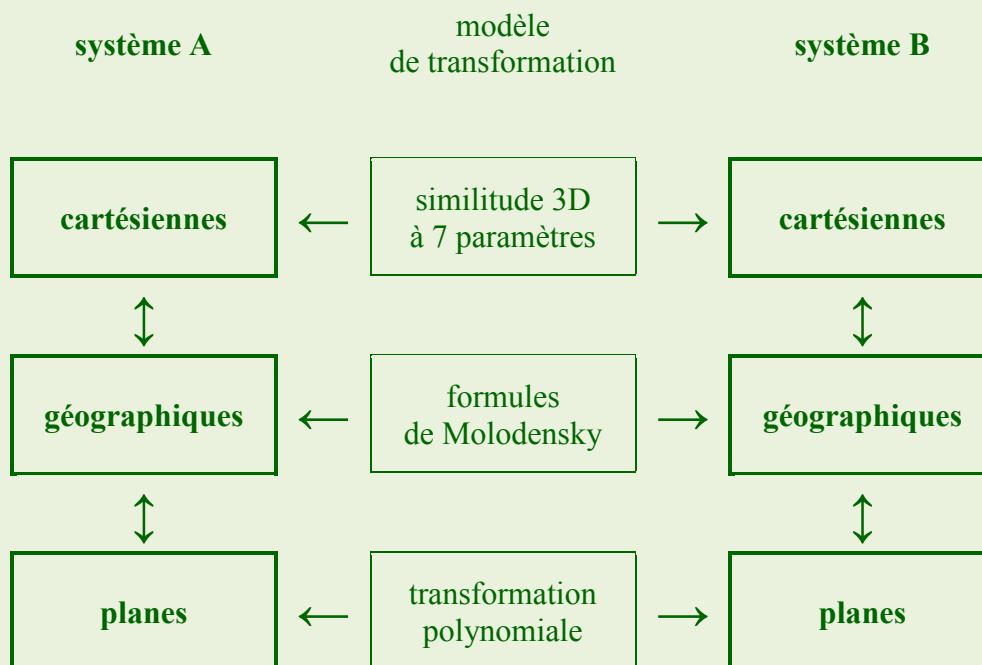 système A
modèle
de transformation
système B
cartésiennes
similitude 3D
à 7 paramètres
cartésiennes
géographiques
formules
de Molodensky
géographiques
planes
transformation
polynomiale
planes